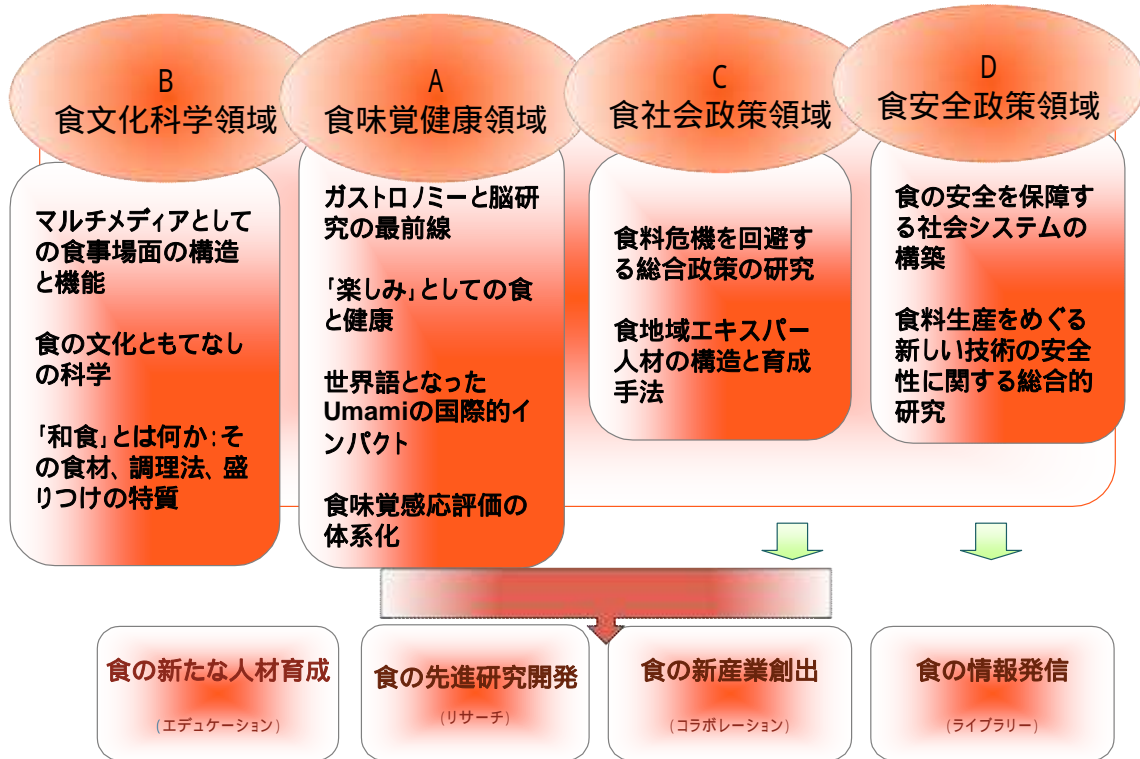 B
食文化科学領域
マルチメディアとして
の食事場面の構造
と機能
食の文化ともてなし
の科学
「和食」とは何か：そ
の食材、調理法、盛
りつけの特質
A
食味覚健康領域
ガストロノミーと脳研
究の最前線
「楽しみ」としての食
と健康
世界語となった
Umamiの国際的イ
ンパクト
食味覚感応評価の
体系化
C
食社会政策領域
食料危機を回避す
る総合政策の研究
食地域エキスパー
人材の構造と育成
手法
D
食安全政策領域
食の安全を保障す
る社会システムの
構築
食料生産をめぐる
新しい技術の安全
性に関する総合的
研究
食の新たな人材育成
（エデュケーション）
食の先進研究開発
（リサーチ）
食の新産業創出
（コラボレーション）
食の情報発信
（ライブラリー）